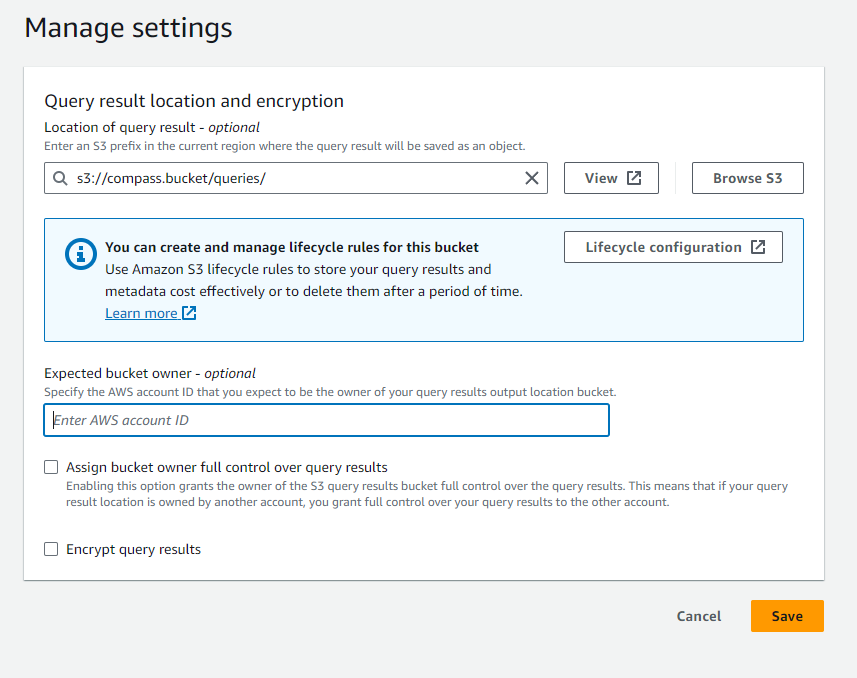 Manage settings
Query result location and encryption
Location of query result - optional
Enter an S3 prefix in the current region where the query result will be saved as an object.
s3://compass.bucket/queries/
View
Browse S3
You can create and manage lifecycle rules for this bucket
Lifecycle configuration
Use Amazon S3 lifecycle rules to store your query results and
metadata cost effectively or to delete them after a period of time.
Learn more
Expected bucket owner - optional
Specify the AWS account ID that you expect to be the owner of your query results output location bucket.
Enter AWS account ID
Assign bucket owner full control over query results
Enabling this option grants the owner of the S3 query results bucket full control over the query results. This means that if your query
result location is owned by another account, you grant full control over your query results to the other account.
Encrypt query results
Cancel
Save